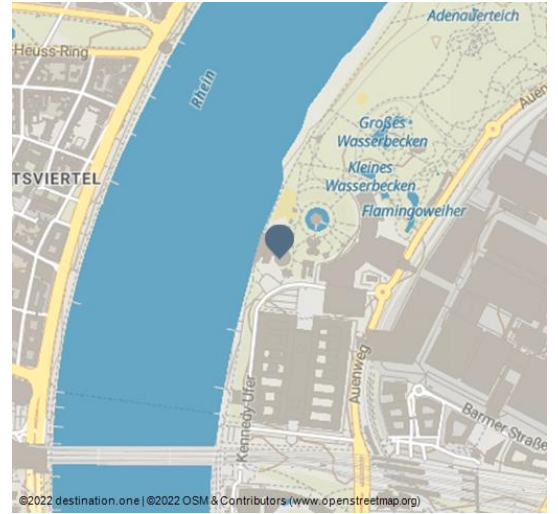 Adenauerteich
Heuss-Ring
Rhein
Auen
Großes
Wasserbecken
TSVIERTEL
Kleines
Wasserbecken
Flamingoweiher
Kennedy-Ufer
Auenweg
Barmer Straße
©2022 destination.one | ©2022 OSM & Contributors (www.openstreetmap.org)